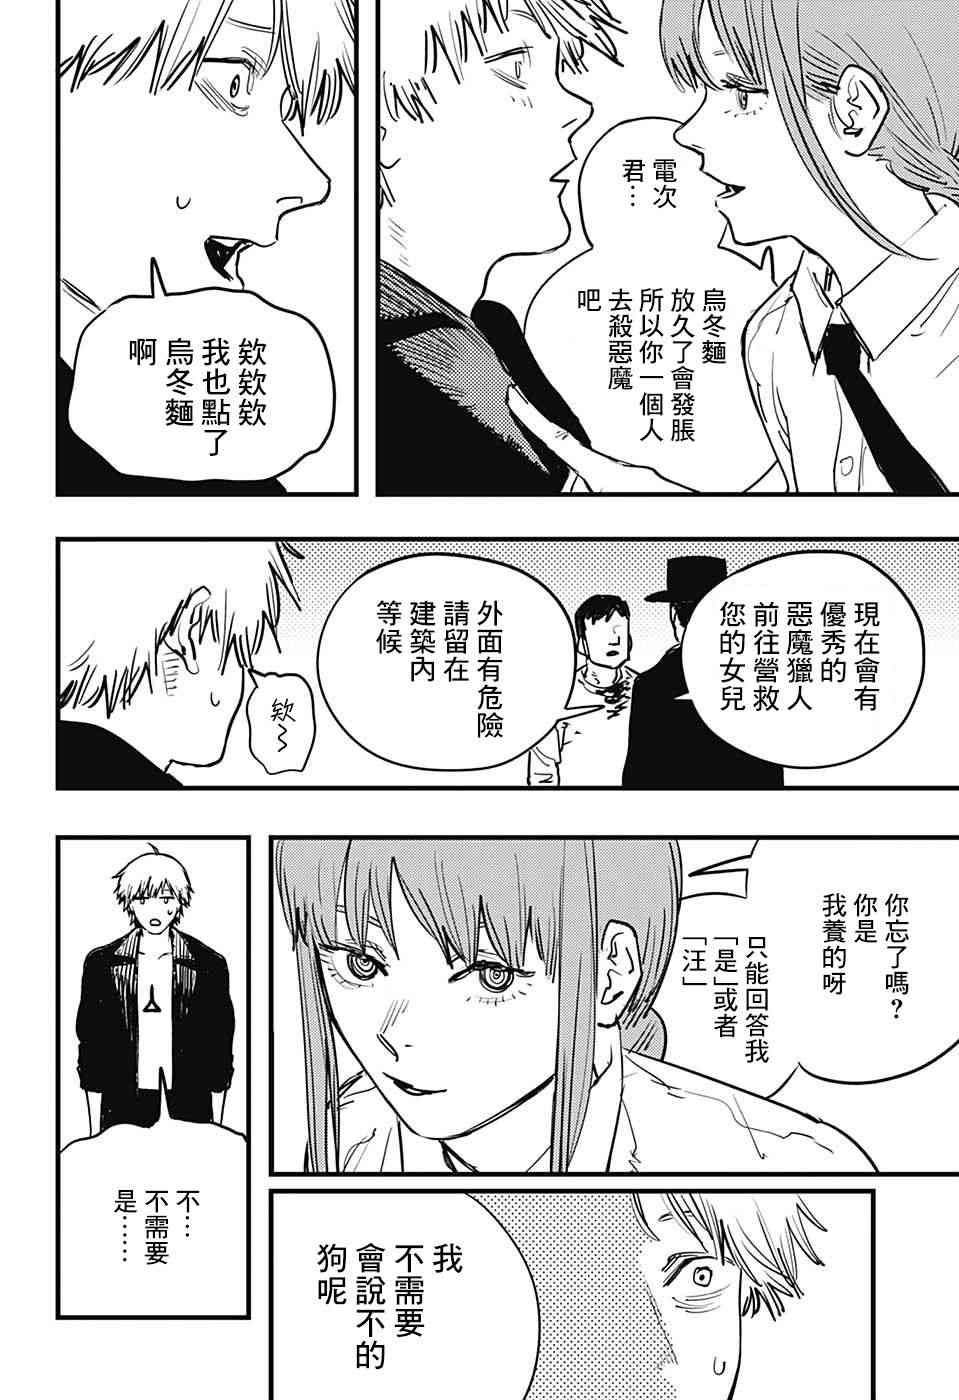 電次
君…
烏冬麵
放久了會發脹
所以你一個人
去殺惡魔
吧
欸欸欸
我也點了
烏冬麵
啊
現在會有
優秀的
惡魔獵人
前往營救
您的女兒
外面有危險
請留在
建築內
等候
欸～
你忘了嗎?
你是
我養的呀
只能回答我
「是」或者
「汪」
我
不需要
會說不的
狗呢
不…
不需要
是……